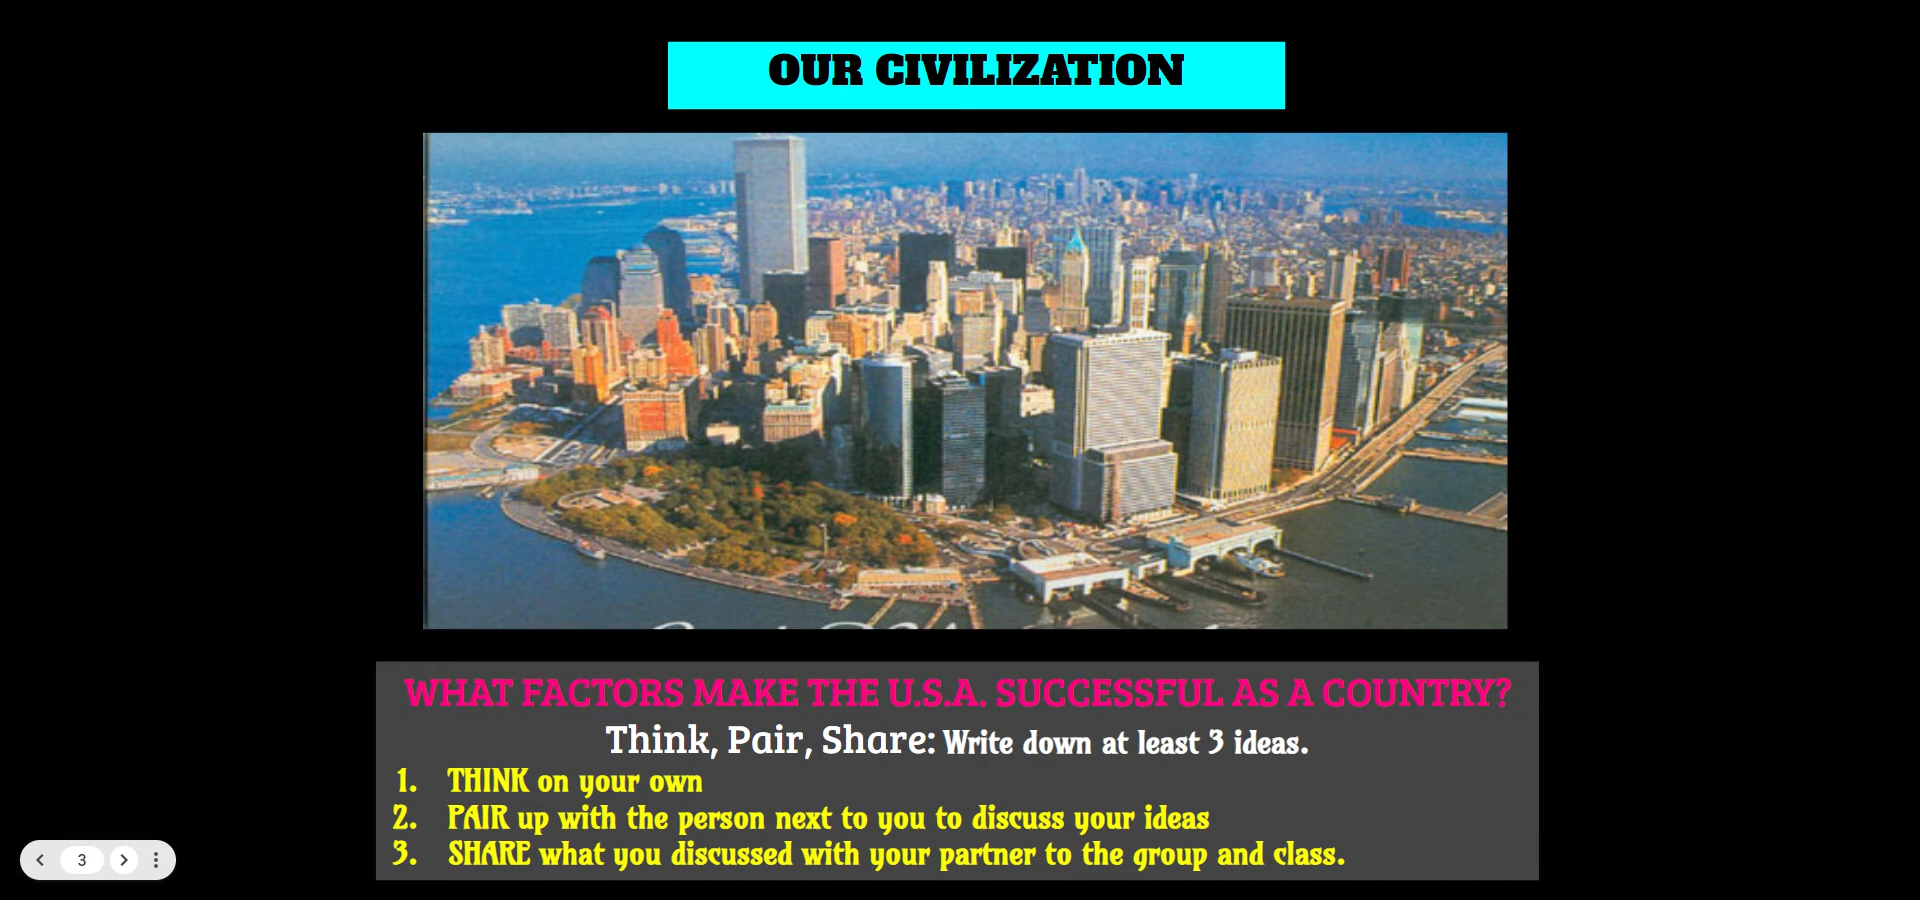 OUR CIVILIZATION
WHAT FACTORS MAKE THE U.S.A. SUCCESSFUL AS A COUNTRY?
Think, Pair, Share: Write down at least 3 ideas.
1. THINK on your own
2. PAIR up with the person next to you to discuss your ideas
3. SHARE what you discussed with your partner to the group and class.
3